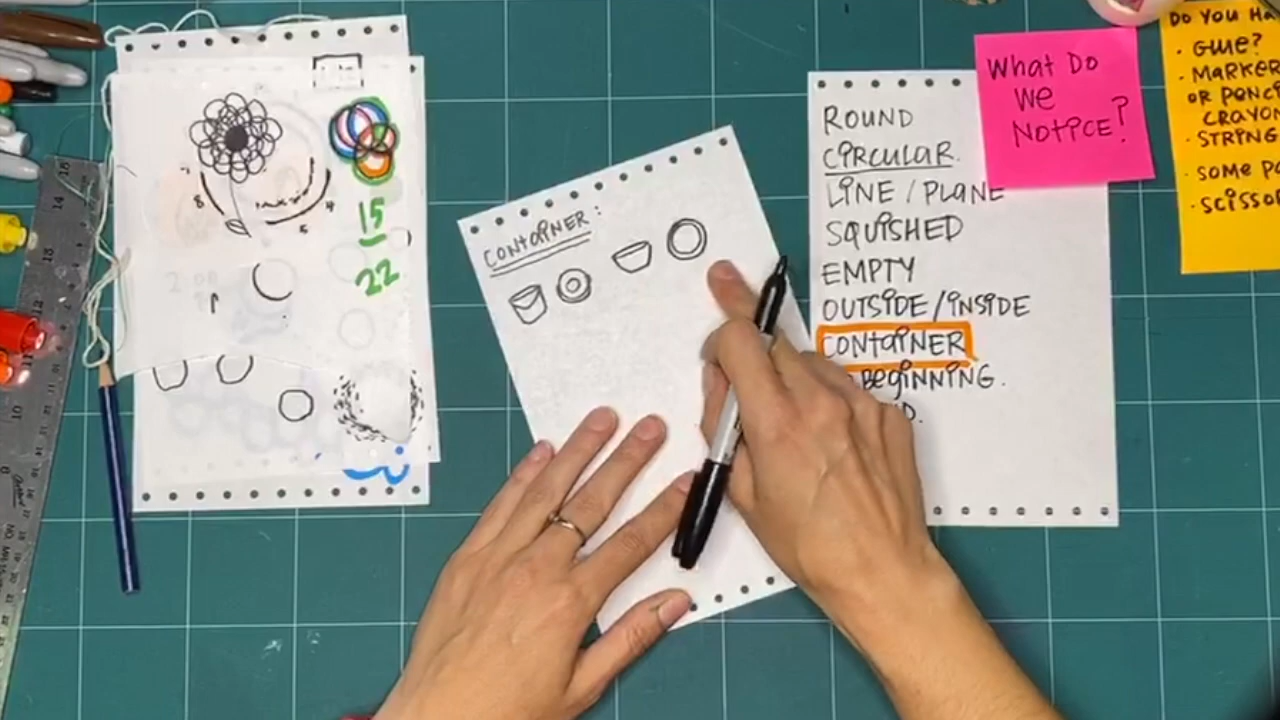 15
22
CONTAINER:
ROUND
CIRCULAR.
LINE / PLANE
SQUISHED
EMPTY
OUTSIDE/INSIDE
CONTAINER
BEGINNING.
What Do
We
NOTICE?
Do You Ha
· GLUE?
· MARKER
OR PENCI
CRAYON
· STRING
· SOME PA
· SCISSOR